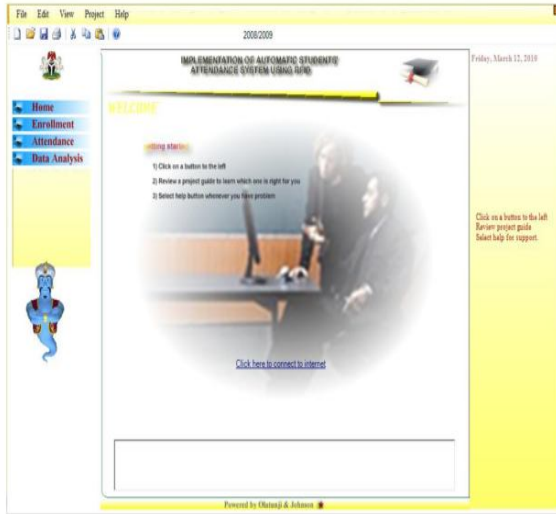 File Edit View Project Help
2008/2009
IMPLEMENTATION OF AUTOMATIC STUDENTS'
ATTENDANCE SYSTEM USING RFID
Friday, March 12, 2010
Home
Enrollment
Attendance
Data Analysis
WELCOME
etting started
1) Click on a button to the left
2) Review a project guide to learn which one is right for you
3) Select help button whenever you have problem
Click on a button to the left
Review project guide
Select help for support.
Click here to connect to internet
Powered by Olatunji & Johnson